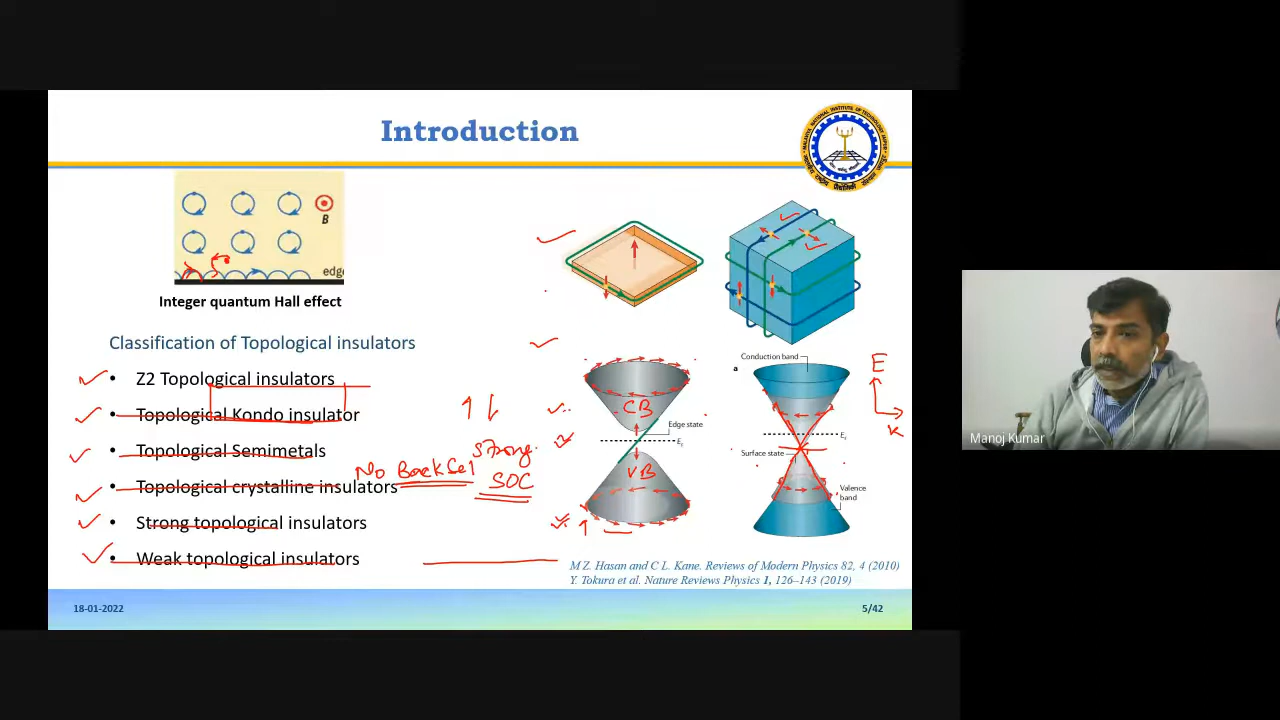 Introduction
B
edge
Integer quantum Hall effect
Classification of Topological insulators
• Z2 Topological insulators
• Topological Kondo insulator
• Topological Semimetals
• Topological crystalline insulators
• Strong topological insulators
• Weak topological insulators
No
Strong
SOC
CB
VB
Edge state
E
a
Conduction band
Surface state
Valence
band
E
K
M Z. Hasan and C L. Kane. Reviews of Modern Physics 82, 4 (2010)
Y. Tokura et al. Nature Reviews Physics 1, 126–143 (2019)
18-01-2022
5/42
Manoj Kumar